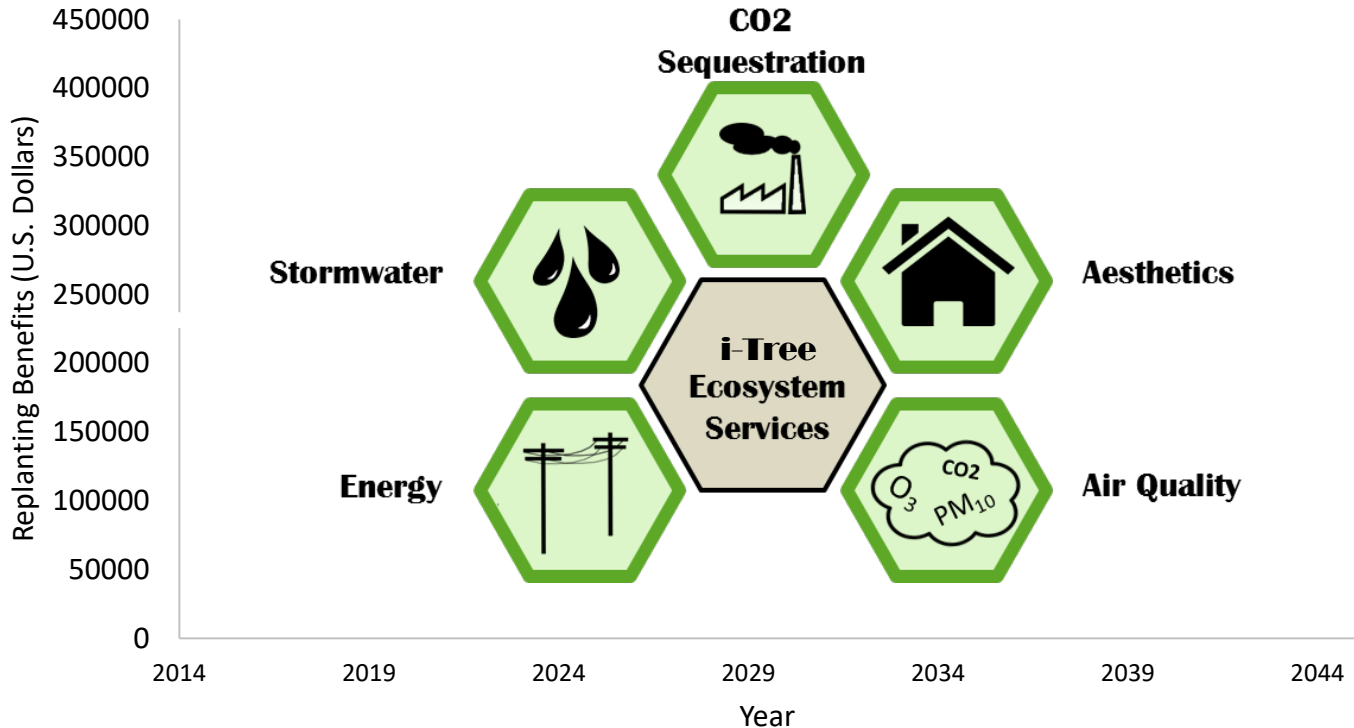 450000
400000
350000
300000
250000
200000
150000
100000
50000
0
Replanting Benefits (U.S. Dollars)
CO2
Sequestration
Stormwater
Aesthetics
i-Tree
Ecosystem
Services
Energy
Air Quality
CO2
O3
PM10
2014 2019 2024 2029 2034 2039 2044
Year